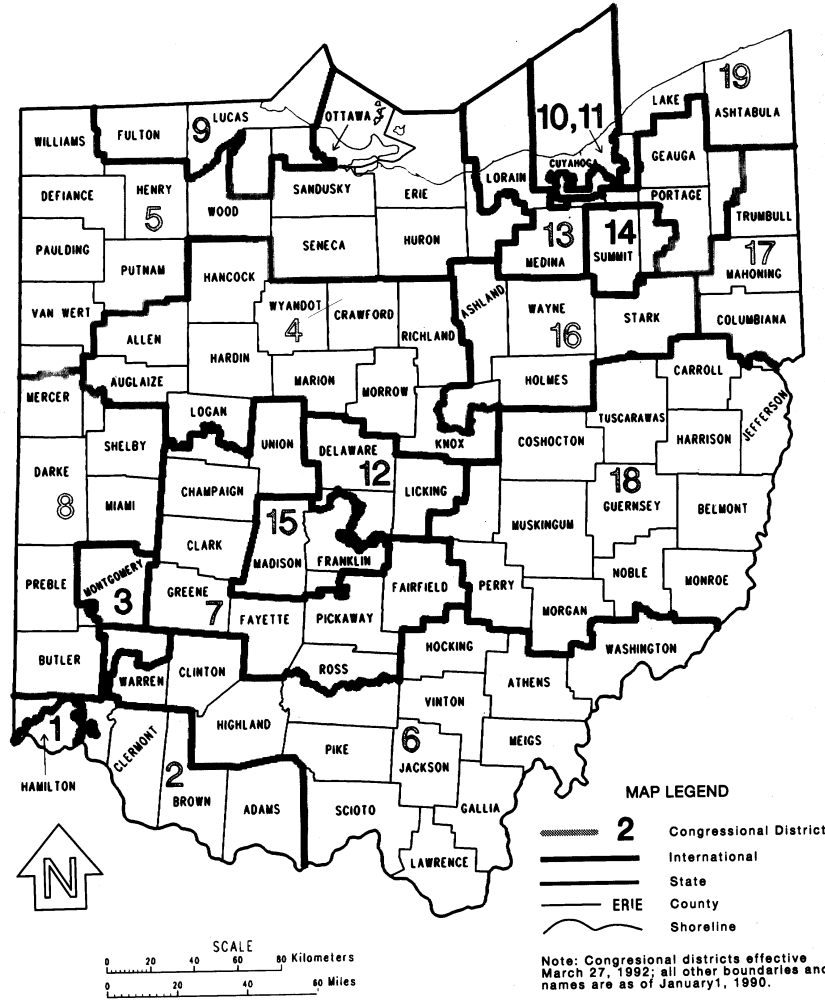 19
LAKE
ASHTABULA
OTTAWA
LUCAS
9
WILLIAMS
FULTON
10,11
CUYAHOGA
GEAUGA
SANDUSKY
LORAIN
ERIE
PORTAGE
DEFIANCE
HENRY
5
WOOD
TRUMBULL
13
14
PAULDING
SENECA
HURON
MEDINA
SUMMIT
17
MAHONING
PUTNAM
HANCOCK
VAN WERT
WYANDOT
4
CRAWFORD
ASHLAND
WAYNE
16
STARK
COLUMBIANA
ALLEN
RICHLAND
HARDIN
AUGLAIZE
MARION
MORROW
HOLMES
CARROLL
MERCER
LOGAN
TUSCARAWAS
JEFFERSON
SHELBY
UNION
DELAWARE
12
KNOX
COSHOCTON
HARRISON
DARKE
8
MIAMI
CHAMPAIGN
LICKING
18
GUERNSEY
BELMONT
15
MUSKINGUM
CLARK
MADISON
FRANKLIN
PREBLE
MONTGOMERY
3
GREENE
7
FAIRFIELD
PERRY
NOBLE
MONROE
FAYETTE
PICKAWAY
MORGAN
BUTLER
WARREN
CLINTON
ROSS
HOCKING
WASHINGTON
ATHENS
1
HAMILTON
CLERMONT
HIGHLAND
VINTON
PIKE
6
JACKSON
MEIGS
2
BROWN
ADAMS
SCIOTO
GALLIA
LAWRENCE
N
MAP LEGEND
2 Congressional District
International
State
ERIE County
Shoreline
SCALE
0 20 40 60 80 Kilometers
0 20 40 60 Miles
Note: Congresional districts effective
March 27, 1992; all other boundaries and
names are as of January1, 1990.